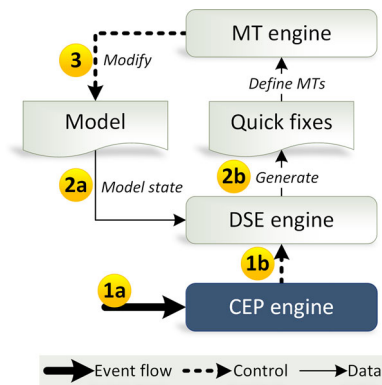 MT engine
3
Modify
Define MTs
Model
Quick fixes
2a
Model state
2b
Generate
DSE engine
1b
1a
CEP engine
Event flow
Control
Data